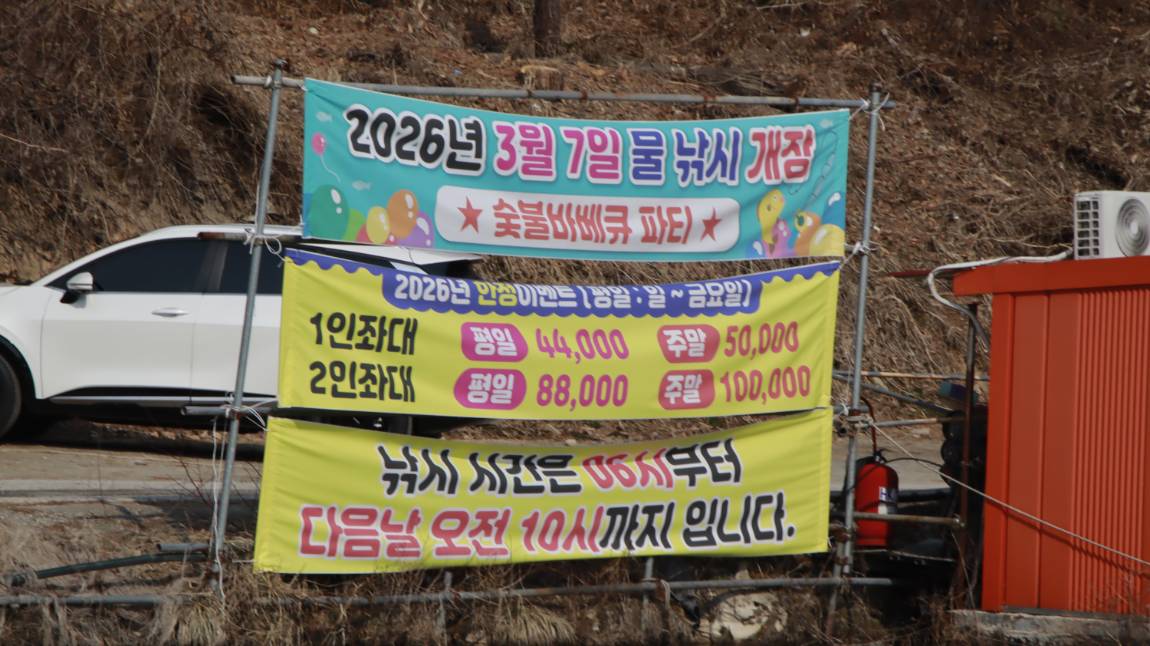 2026년 3월 7일 물 낚시 개장
★숯불바베큐 파티★
2026년 한정이벤트 (평일 : 일 ~ 금요일)
1인좌대 평일 44,000 주말 50,000
2인좌대 평일 88,000 주말 100,000
낚시 시간은 06시부터
다음날 오전 10시까지 입니다.